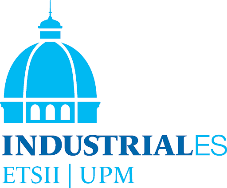 INDUSTRIALES
ETSII | UPM